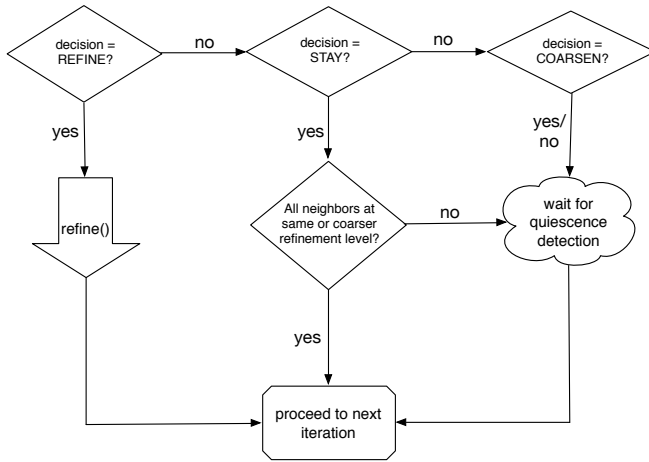 decision =
REFINE?
no
decision =
STAY?
no
decision =
COARSEN?
yes
yes
yes/
no
refine()
All neighbors at
same or coarser
refinement level?
no
wait for
quiescence
detection
yes
proceed to next
iteration